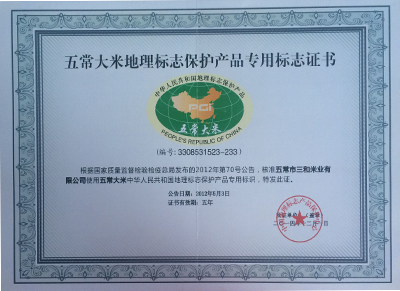 五常大米地理标志保护产品专用标志证书
中华人民共和国地理标志保护产品
PGI
五常大米
PEOPLE'S REPUBLIC OF CHINA
(编号:3308531523-233)
根据国家质量监督检验检疫总局发布的2012年第70号公告,核准五常市三和米业有
限公司使用五常大米中华人民共和国地理标志保护产品专用标识,特发此证。
公告日期:2012年5月3日
证书有效期:五年